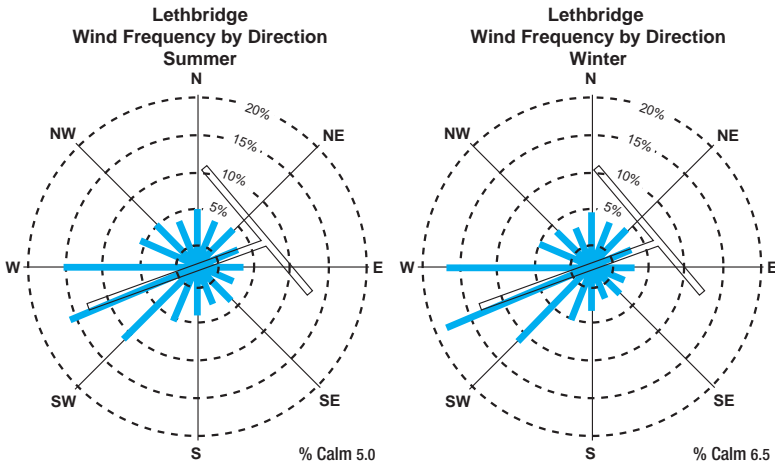 Lethbridge
Wind Frequency by Direction
Summer
N
20%
NW
NE
15%
10%
5%
W
E
SW
SE
S
% Calm 5.0
Lethbridge
Wind Frequency by Direction
Winter
N
20%
NW
NE
15%
10%
5%
W
E
SW
SE
S
% Calm 6.5